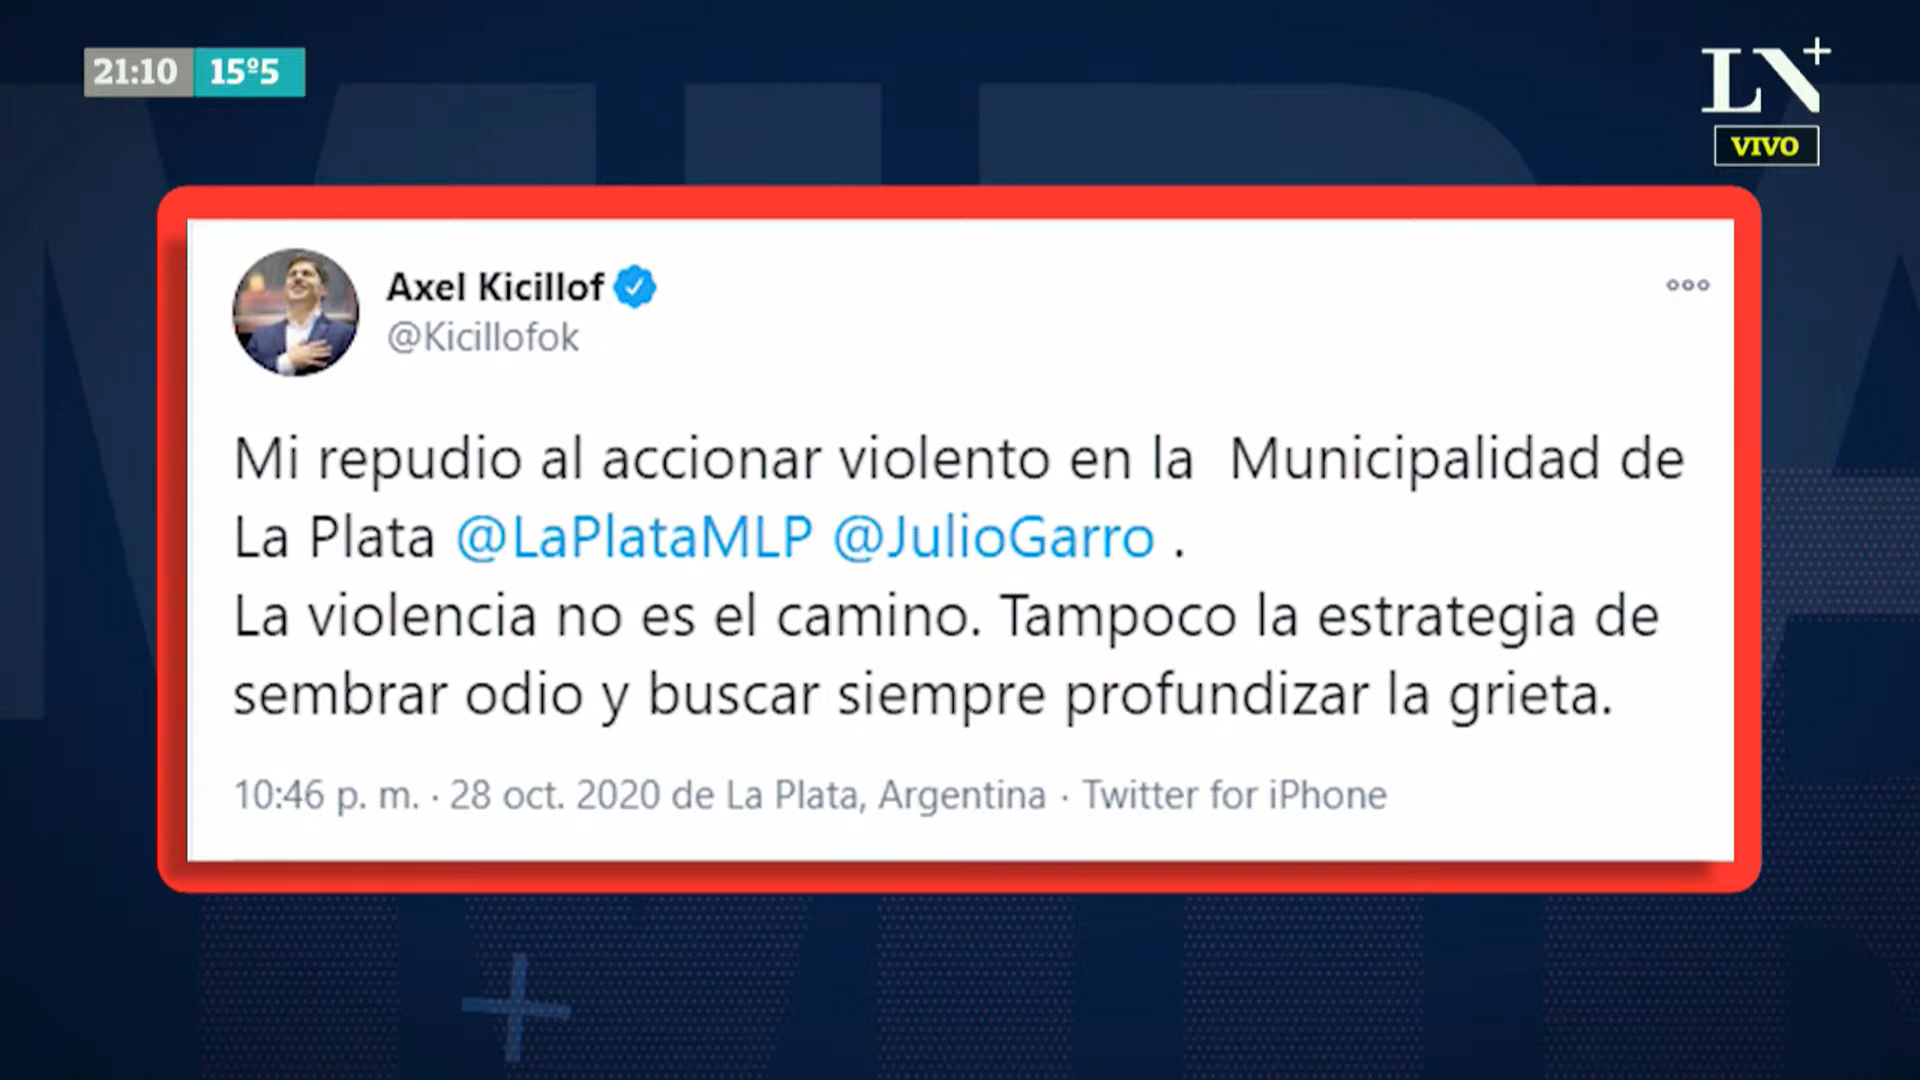 21:10 15º5
LN+
VIVO
Axel Kicillof
@Kicillofok
Mi repudio al accionar violento en la  Municipalidad de
La Plata @LaPlataMLP @JulioGarro .
La violencia no es el camino. Tampoco la estrategia de
sembrar odio y buscar siempre profundizar la grieta.
10:46 p. m. · 28 oct. 2020 de La Plata, Argentina · Twitter for iPhone